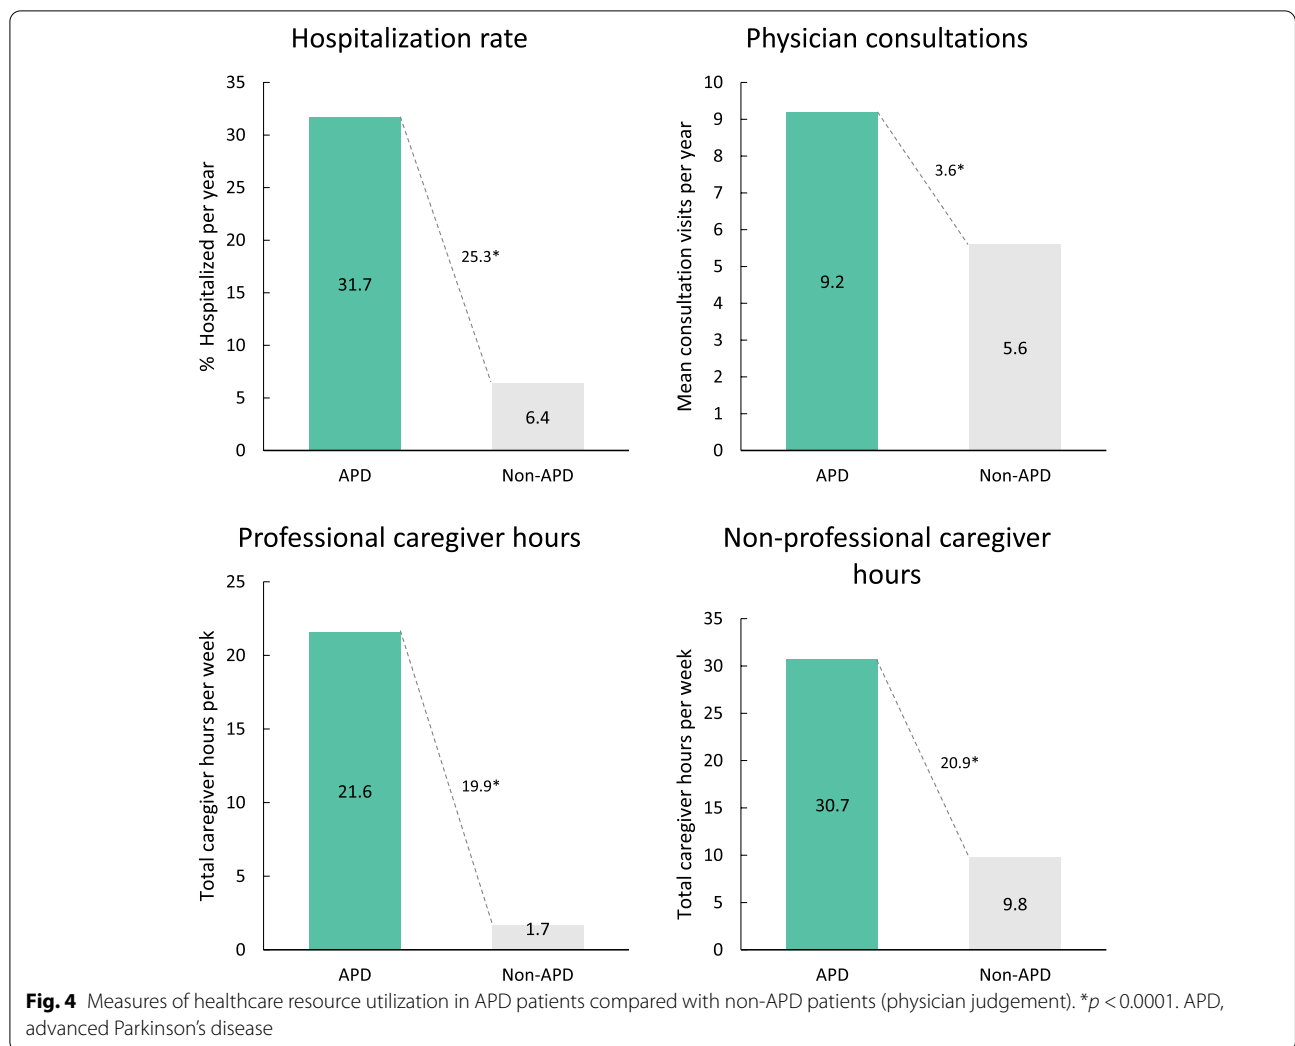 Hospitalization rate
% Hospitalized per year
35
30
25
20
15
10
5
0
31.7
25.3*
6.4
APD
Non-APD
Physician consultations
Mean consultation visits per year
10
9
8
7
6
5
4
3
2
1
0
9.2
3.6*
5.6
APD
Non-APD
Professional caregiver hours
Total caregiver hours per week
25
20
15
10
5
0
21.6
19.9*
1.7
APD
Non-APD
Non-professional caregiver
hours
Total caregiver hours per week
35
30
25
20
15
10
5
0
30.7
20.9*
9.8
APD
Non-APD
Fig. 4 Measures of healthcare resource utilization in APD patients compared with non-APD patients (physician judgement). *p < 0.0001. APD,
advanced Parkinson’s disease